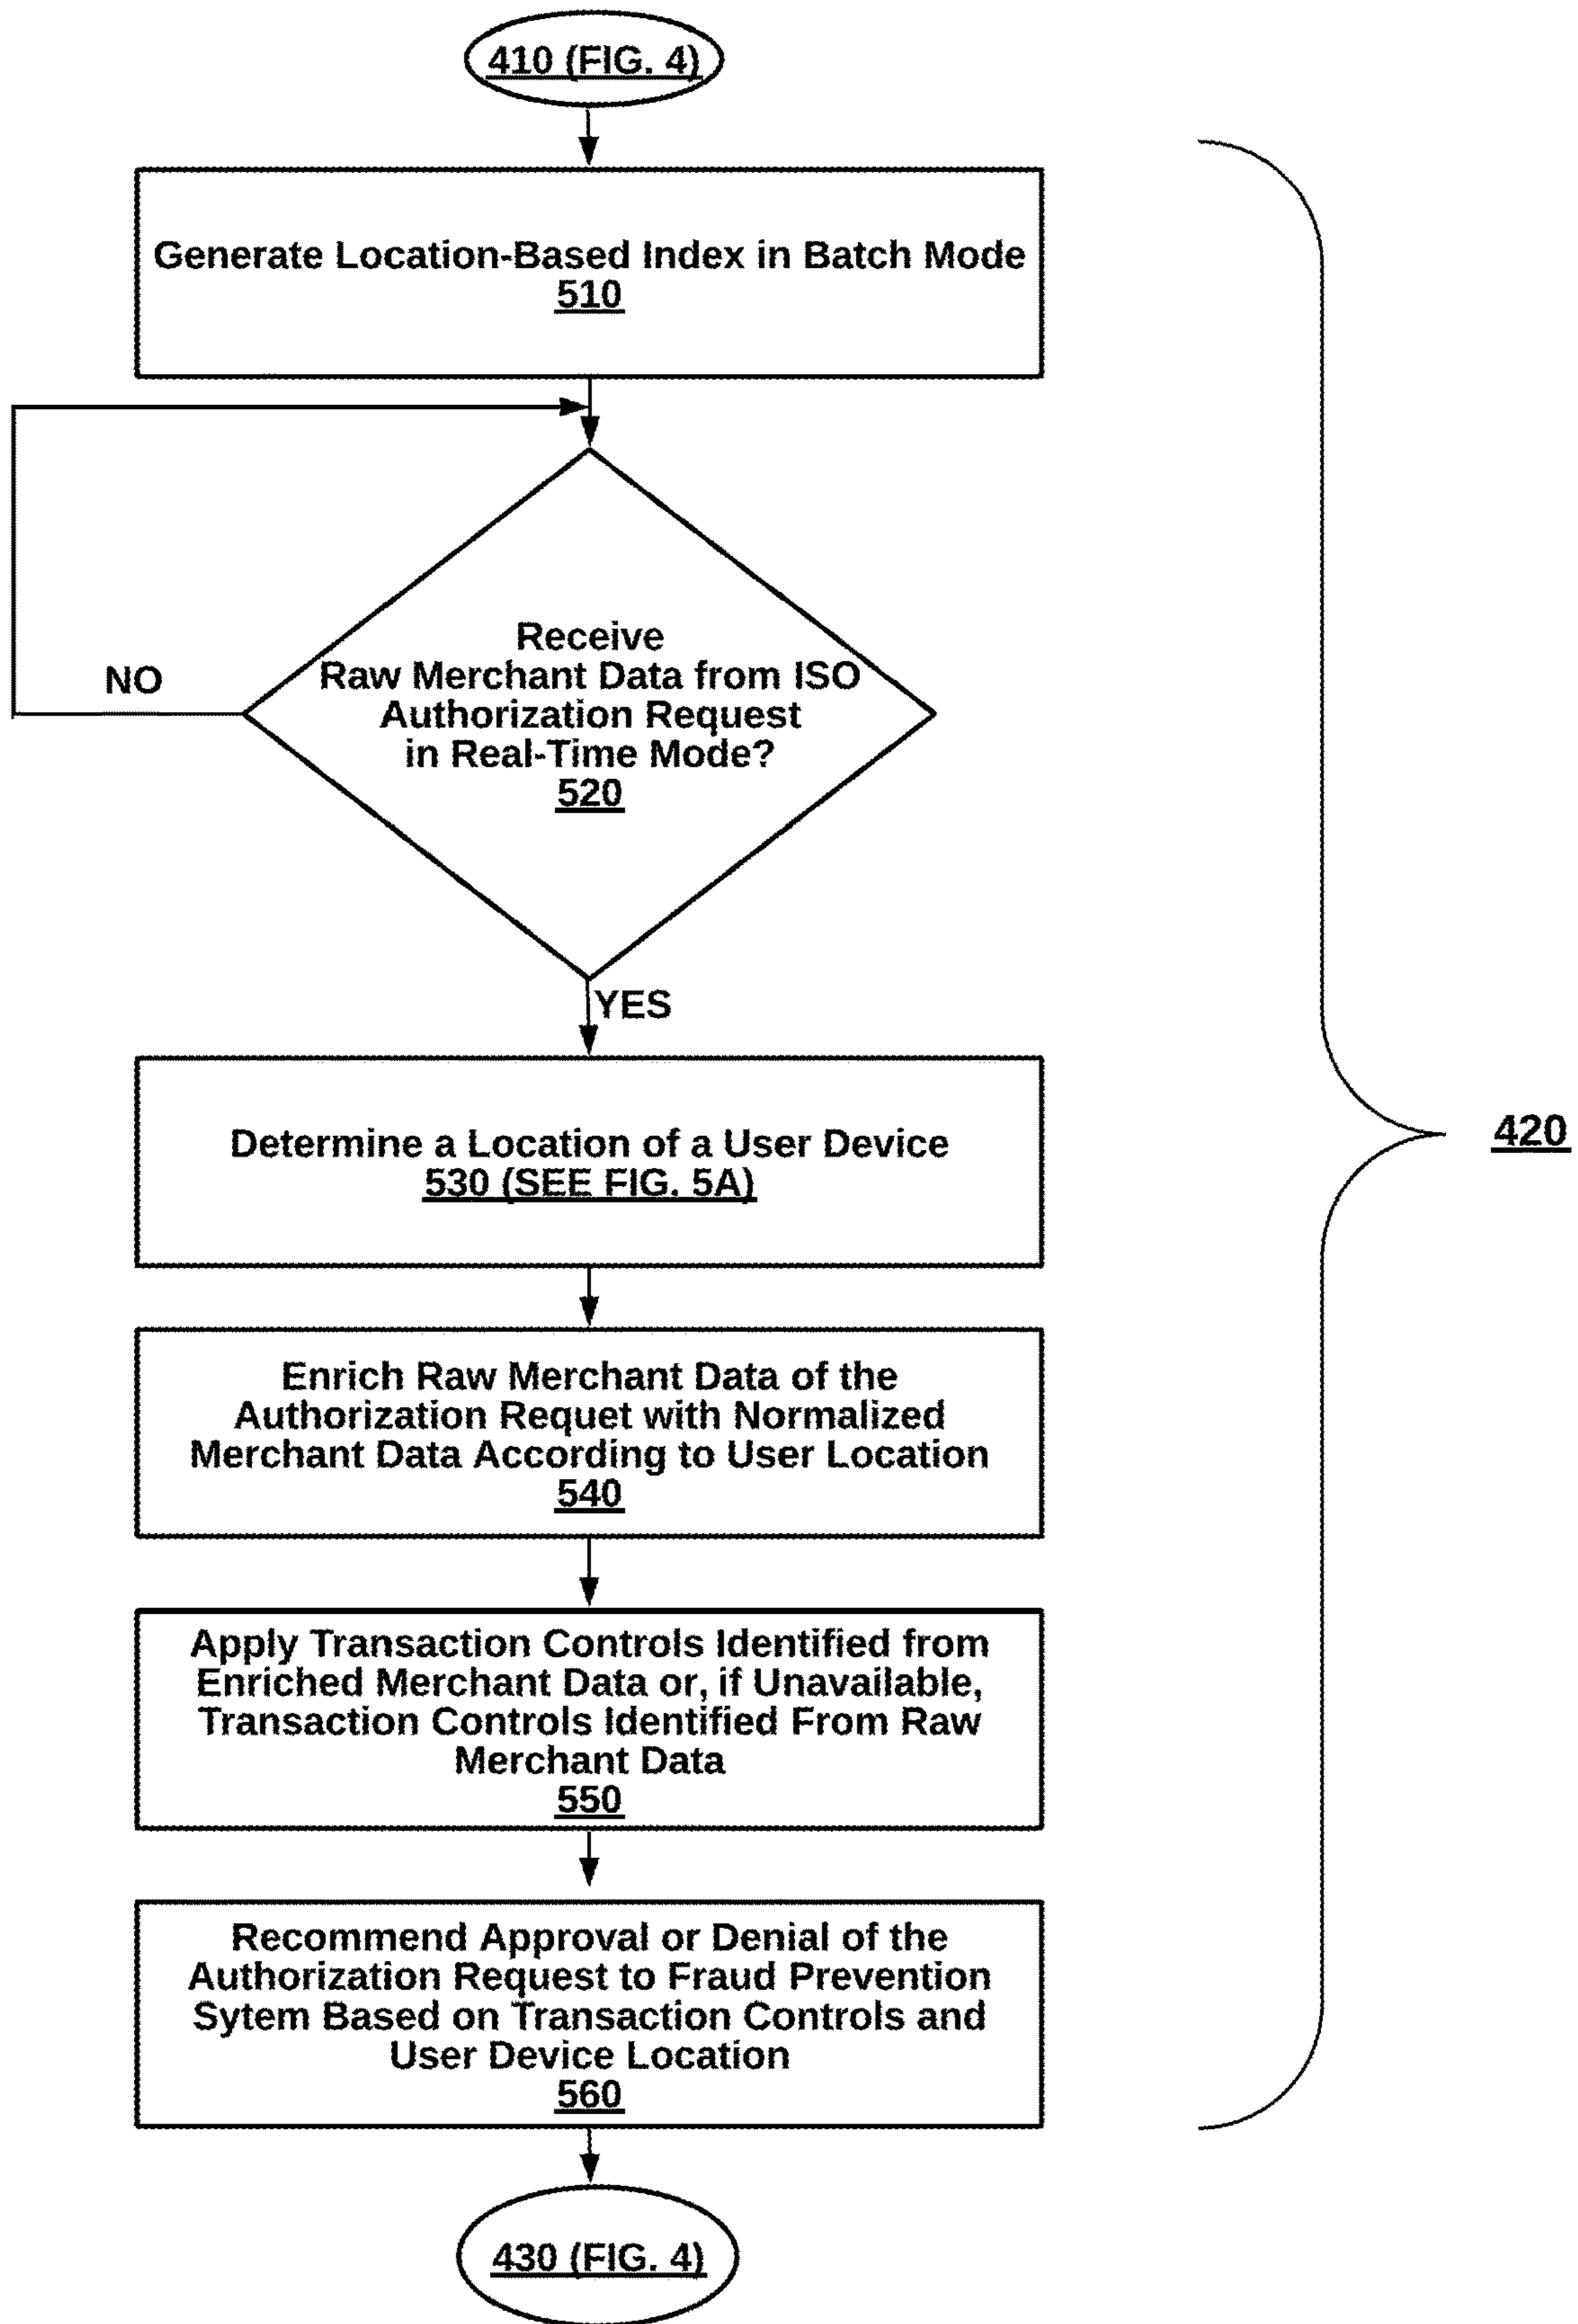 410 (FIG. 4)
Generate Location-Based Index in Batch Mode
510
Receive
Raw Merchant Data from ISO
Authorization Request
in Real-Time Mode?
520
NO
YES
Determine a Location of a User Device
530 (SEE FIG. 5A)
420
Enrich Raw Merchant Data of the
Authorization Requet with Normalized
Merchant Data According to User Location
540
Apply Transaction Controls Identified from
Enriched Merchant Data or, if Unavailable,
Transaction Controls Identified From Raw
Merchant Data
550
Recommend Approval or Denial of the
Authorization Request to Fraud Prevention
Sytem Based on Transaction Controls and
User Device Location
560
430 (FIG. 4)